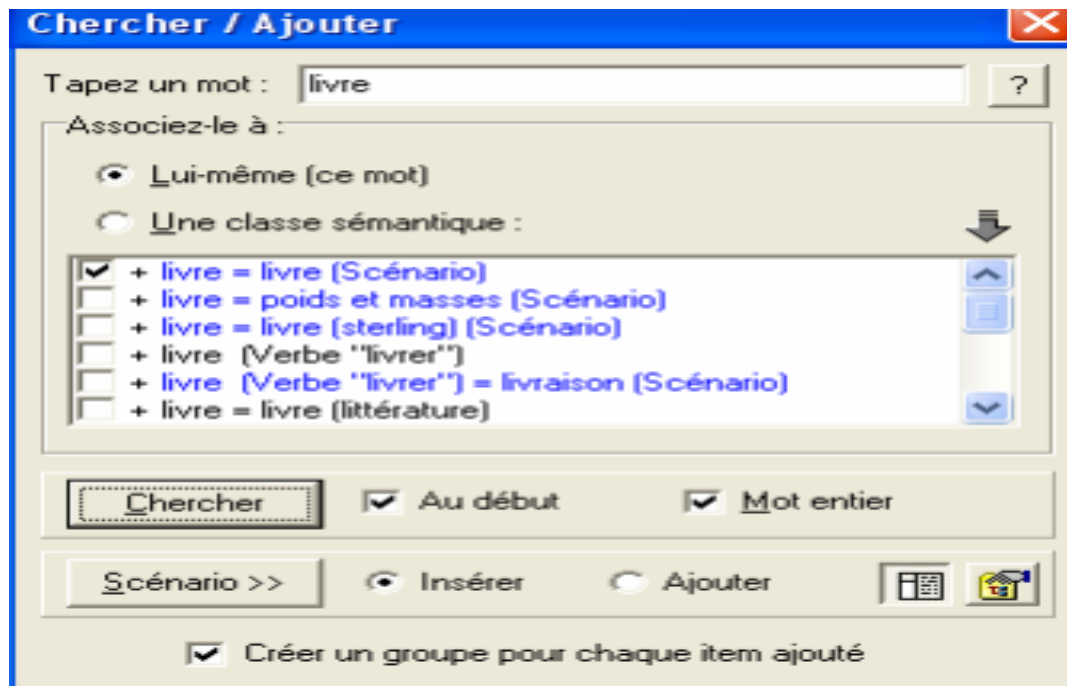 Chercher / Ajouter
Tapez un mot : livre ?
Associez-le à :
Lui-même (ce mot)
Une classe sémantique :
+ livre = livre (Scénario)
+ livre = poids et masses (Scénario)
+ livre = livre (sterling) (Scénario)
+ livre (Verbe "livrer")
+ livre (Verbe "livrer") = livraison (Scénario)
+ livre = livre (littérature)
Chercher Au début Mot entier
Scénario >> Insérer Ajouter
Créer un groupe pour chaque item ajouté